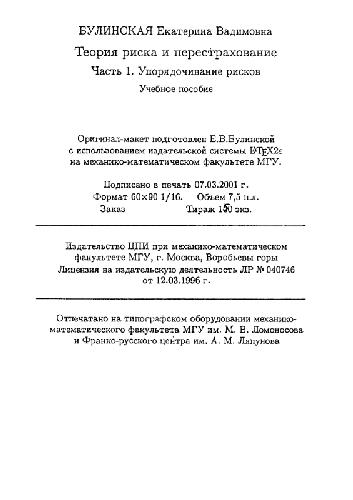 БУЛИНСКАЯ Екатерина Вадимовна
Теория риска и перестрахование
Часть 1. Упорядочивание рисков
Учебное пособие
Оригинал-макет подготовлен Е.В.Булинской
с использованием издательской системы LATEX2ε
на механико-математическом факультете МГУ.
Подписано в печать 07.03.2001 г.
Формат 60×90 1/16. Объем 7,5 п.л.
Заказ Тираж 150 экз.
Издательство ЦПИ при механико-математическом
факультете МГУ, г. Москва, Воробьевы горы
Лицензия на издательскую деятельность ЛР № 040746
от 12.03.1996 г.
Отпечатано на типографском оборудовании механико-
математического факультета МГУ им. М. В. Ломоносова
и Франко-русского центра им. А. М. Ляпунова